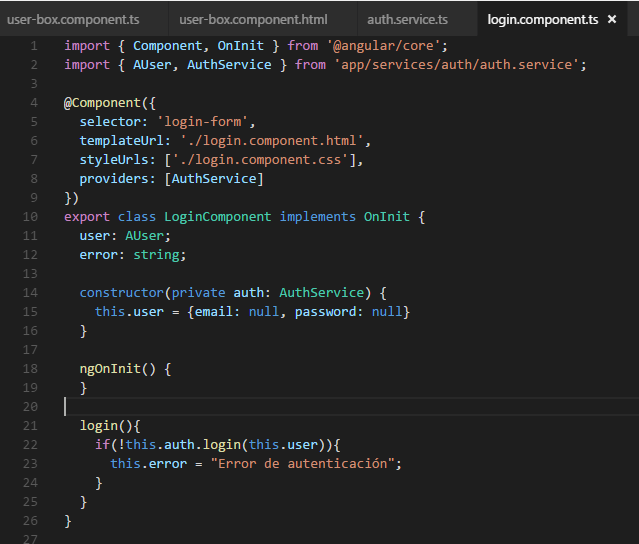 user-box.component.ts user-box.component.html auth.service.ts login.component.ts ×
1 import { Component, OnInit } from '@angular/core';
2 import { AUser, AuthService } from 'app/services/auth/auth.service';
3
4 @Component({
5   selector: 'login-form',
6   templateUrl: './login.component.html',
7   styleUrls: ['./login.component.css'],
8   providers: [AuthService]
9 })
10 export class LoginComponent implements OnInit {
11   user: AUser;
12   error: string;
13
14   constructor(private auth: AuthService) {
15     this.user = {email: null, password: null}
16   }
17
18   ngOnInit() {
19   }
20
21   login(){
22     if(!this.auth.login(this.user)){
23       this.error = "Error de autenticación";
24     }
25   }
26 }
27